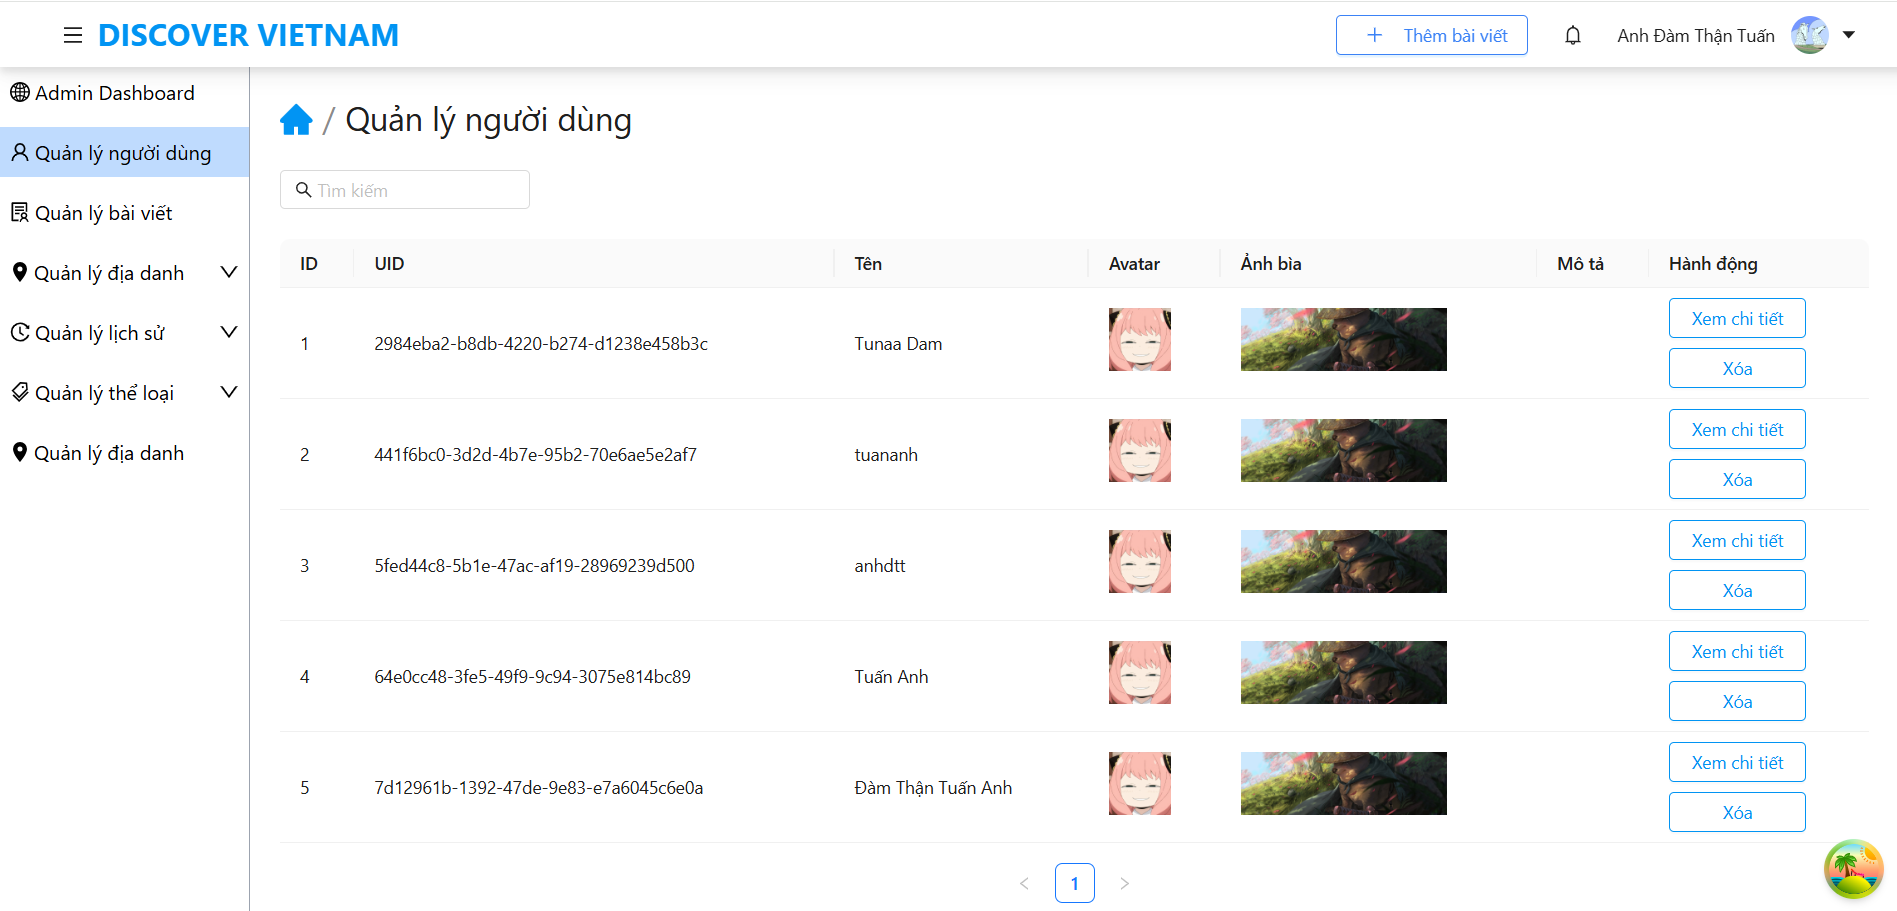 DISCOVER VIETNAM
Thêm bài viết
Anh Đàm Thận Tuấn
Admin Dashboard
Quản lý người dùng
Quản lý bài viết
Quản lý địa danh
Quản lý lịch sử
Quản lý thể loại
Quản lý địa danh
/ Quản lý người dùng
Tìm kiếm
ID UID Tên Avatar Ảnh bìa Mô tả Hành động
1 2984eba2-b8db-4220-b274-d1238e458b3c Tunaa Dam
Xem chi tiết
Xóa
2 441f6bc0-3d2d-4b7e-95b2-70e6ae5e2af7 tuananh
Xem chi tiết
Xóa
3 5fed44c8-5b1e-47ac-af19-28969239d500 anhdtt
Xem chi tiết
Xóa
4 64e0cc48-3fe5-49f9-9c94-3075e814bc89 Tuấn Anh
Xem chi tiết
Xóa
5 7d12961b-1392-47de-9e83-e7a6045c6e0a Đàm Thận Tuấn Anh
Xem chi tiết
Xóa
< 1 >